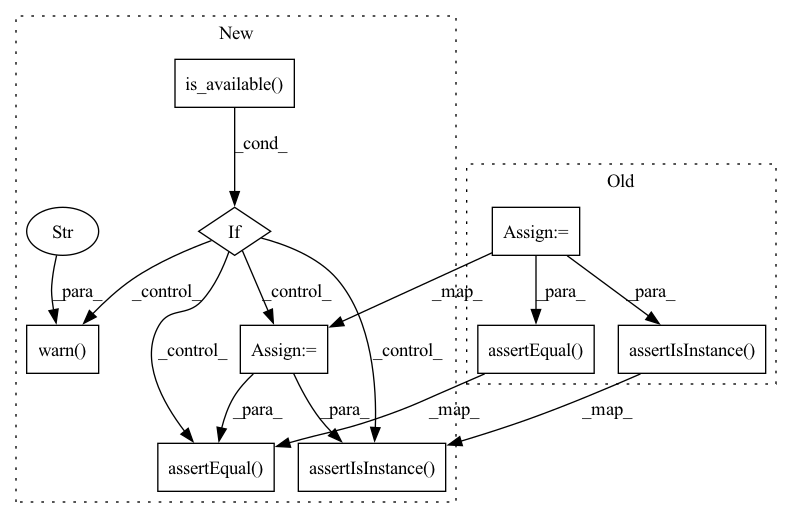 New
is_available()
_cond_
Old
Str
If
Assign:=
_para_
_control_
_control_
_map_
_para_
_para_
warn()
_control_
Assign:=
_control_
assertEqual()
assertIsInstance()
_para_
_para_
_map_
_map_
assertEqual()
assertIsInstance()